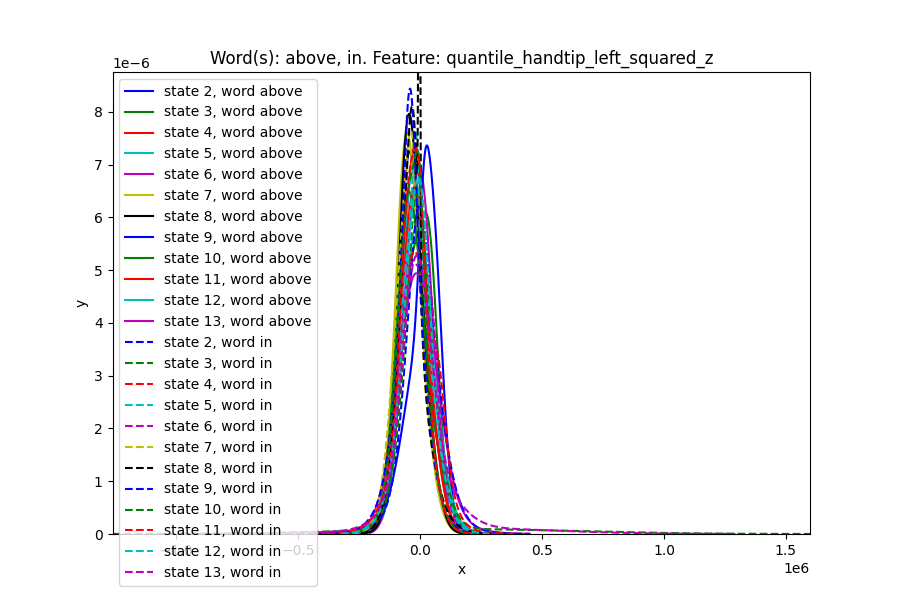 Word(s): above, in. Feature: quantile_handtip_left_squared_z
1e−6
8
7
6
5
4
3
2
1
0
y
state 2, word above
state 3, word above
state 4, word above
state 5, word above
state 6, word above
state 7, word above
state 8, word above
state 9, word above
state 10, word above
state 11, word above
state 12, word above
state 13, word above
state 2, word in
state 3, word in
state 4, word in
state 5, word in
state 6, word in
state 7, word in
state 8, word in
state 9, word in
state 10, word in
state 11, word in
state 12, word in
state 13, word in
−0.5 0.0 0.5 1.0 1.5
x
1e6